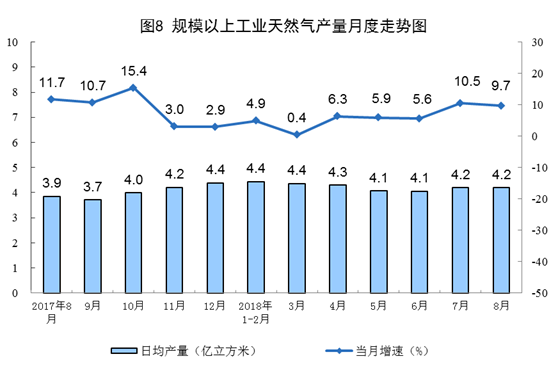 图8 规模以上工业天然气产量月度走势图
10 30
9
8 20
7 10
6 0
5 -10
4 -20
3
2 -30
1 -40
0 -50
11.7 10.7 15.4 3.0 2.9 4.9 0.4 6.3 5.9 5.6 10.5 9.7
3.9 3.7 4.0 4.2 4.4 4.4 4.4 4.3 4.1 4.1 4.2 4.2
2017年8 9月 10月 11月 12月 2018 3月 4月 5月 6月 7月 8月
月 1-2月
日均产量（亿立方米） 当月增速（%）